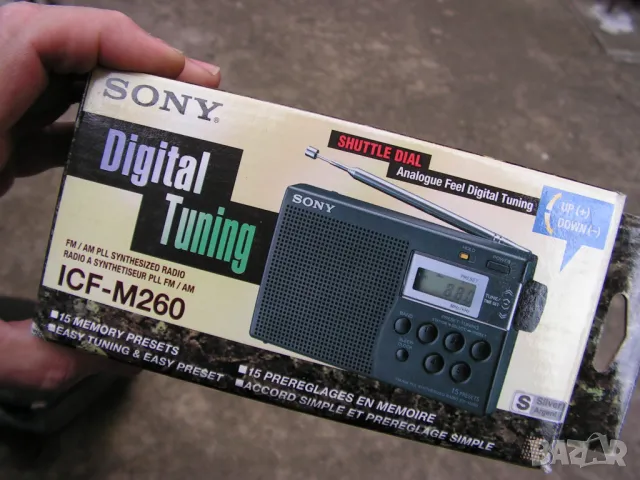 SONY
Digital
Tuning
SHUTTLE DIAL
Analogue Feel Digital Tuning
UP (+)
DOWN (-)
SONY
FM / AM PLL SYNTHESIZED RADIO
RADIO A SYNTHETISEUR PLL FM / AM
ICF-M260
15 MEMORY PRESETS
EASY TUNING & EASY PRESET
15 PREREGLAGES EN MEMOIRE
ACCORD SIMPLE ET PREREGLAGE SIMPLE
S Silver
Argent
BAZAR